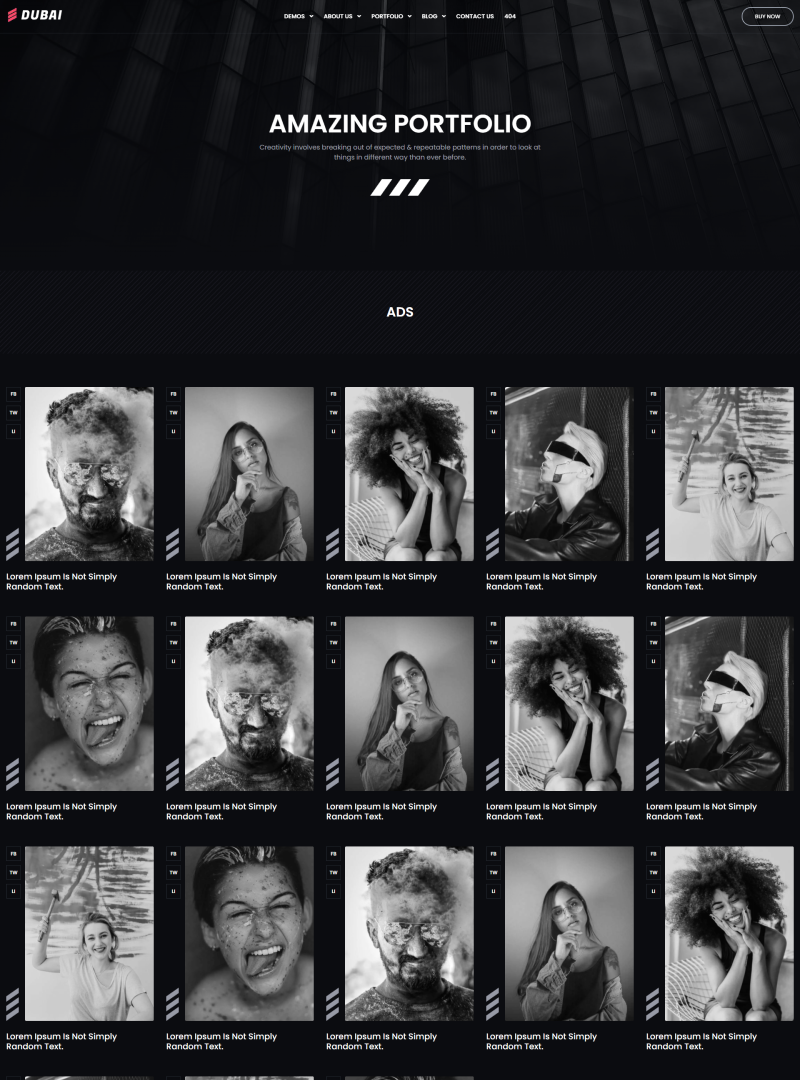 DUBAI
DEMOS ABOUT US PORTFOLIO BLOG CONTACT US 404
BUY NOW
AMAZING PORTFOLIO
Creativity involves breaking out of expected & repeatable patterns in order to look at
things in different way than ever before.
ADS
FB
TW
LI
Lorem Ipsum Is Not Simply
Random Text.
FB
TW
LI
Lorem Ipsum Is Not Simply
Random Text.
FB
TW
LI
Lorem Ipsum Is Not Simply
Random Text.
FB
TW
LI
Lorem Ipsum Is Not Simply
Random Text.
FB
TW
LI
Lorem Ipsum Is Not Simply
Random Text.
FB
TW
LI
Lorem Ipsum Is Not Simply
Random Text.
FB
TW
LI
Lorem Ipsum Is Not Simply
Random Text.
FB
TW
LI
Lorem Ipsum Is Not Simply
Random Text.
FB
TW
LI
Lorem Ipsum Is Not Simply
Random Text.
FB
TW
LI
Lorem Ipsum Is Not Simply
Random Text.
FB
TW
LI
Lorem Ipsum Is Not Simply
Random Text.
FB
TW
LI
Lorem Ipsum Is Not Simply
Random Text.
FB
TW
LI
Lorem Ipsum Is Not Simply
Random Text.
FB
TW
LI
Lorem Ipsum Is Not Simply
Random Text.
FB
TW
LI
Lorem Ipsum Is Not Simply
Random Text.